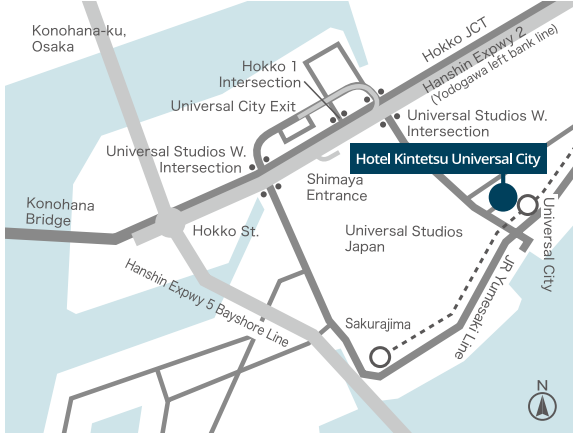 Konohana-ku,
Osaka
Hokko JCT
Hanshin Expwy 2
(Yodogawa left bank line)
Hokko 1
Intersection
Universal City Exit
Universal Studios W.
Intersection
Universal Studios W.
Intersection
Hotel Kintetsu Universal City
Shimaya
Entrance
Konohana
Bridge
Hokko St.
Universal Studios
Japan
Universal City
Hanshin Expwy 5 Bayshore Line
JR Yumesaki Line
Sakurajima
N